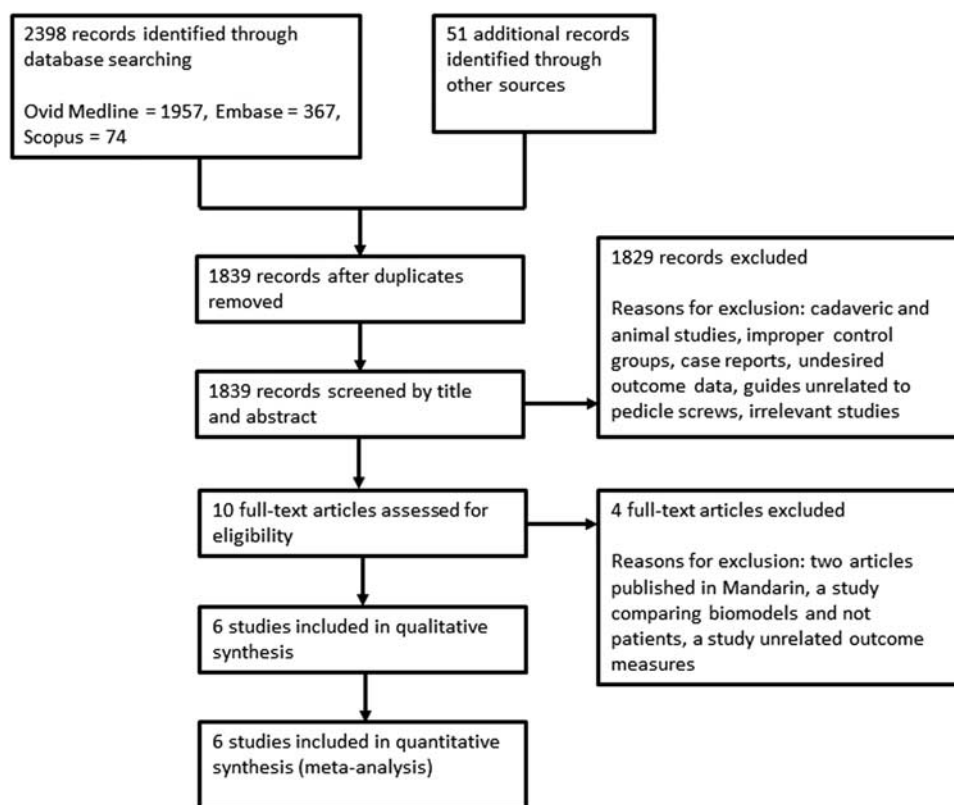 2398 records identified through
database searching
Ovid Medline = 1957, Embase = 367,
Scopus = 74
51 additional records
identified through
other sources
1839 records after duplicates
removed
1829 records excluded
Reasons for exclusion: cadaveric and
animal studies, improper control
groups, case reports, undesired
outcome data, guides unrelated to
pedicle screws, irrelevant studies
1839 records screened by title
and abstract
10 full-text articles assessed for
eligibility
4 full-text articles excluded
Reasons for exclusion: two articles
published in Mandarin, a study
comparing biomodels and not
patients, a study unrelated outcome
measures
6 studies included in qualitative
synthesis
6 studies included in quantitative
synthesis (meta-analysis)